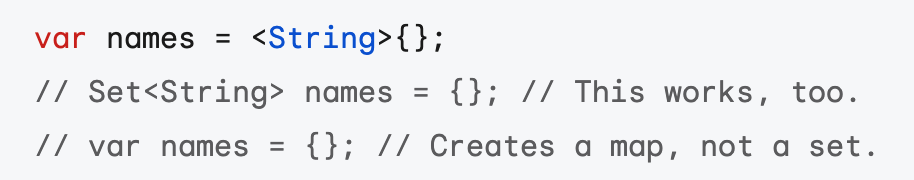 var names = <String>{};
// Set<String> names = {}; // This works, too.
// var names = {}; // Creates a map, not a set.